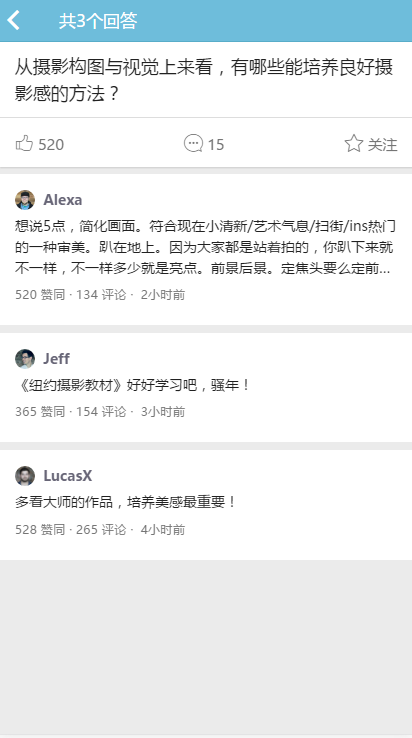 共3个回答
从摄影构图与视觉上来看，有哪些能培养良好摄
影感的方法？
520
15
关注
Alexa
想说5点，简化画面。符合现在小清新/艺术气息/扫街/ins热门
的一种审美。趴在地上。因为大家都是站着拍的，你趴下来就
不一样，不一样多少就是亮点。前景后景。定焦头要么定前...
520 赞同 · 134 评论 · 2小时前
Jeff
《纽约摄影教材》好好学习吧，骚年！
365 赞同 · 154 评论 · 3小时前
LucasX
多看大师的作品，培养美感最重要！
528 赞同 · 265 评论 · 4小时前